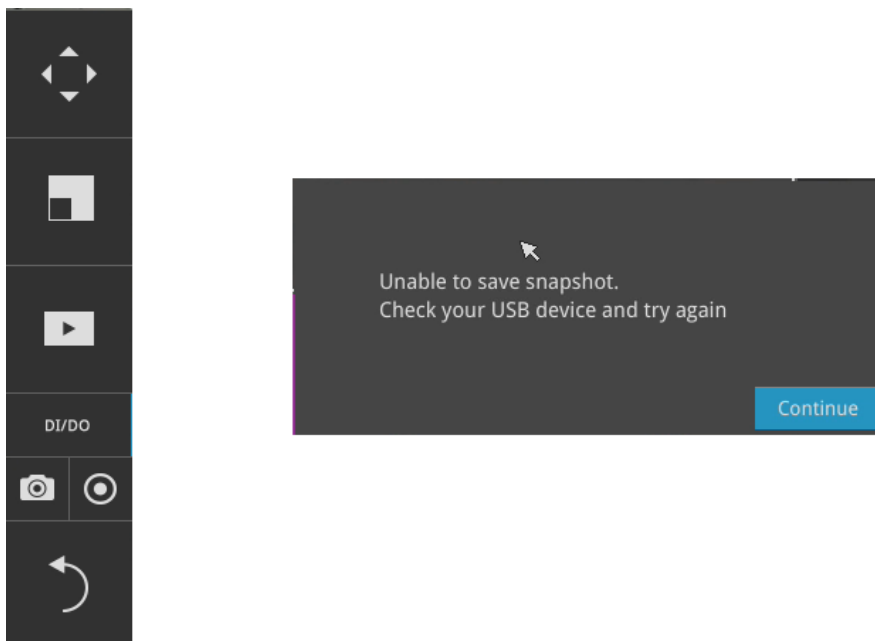 Unable to save snapshot.
Check your USB device and try again
Continue
DI/DO